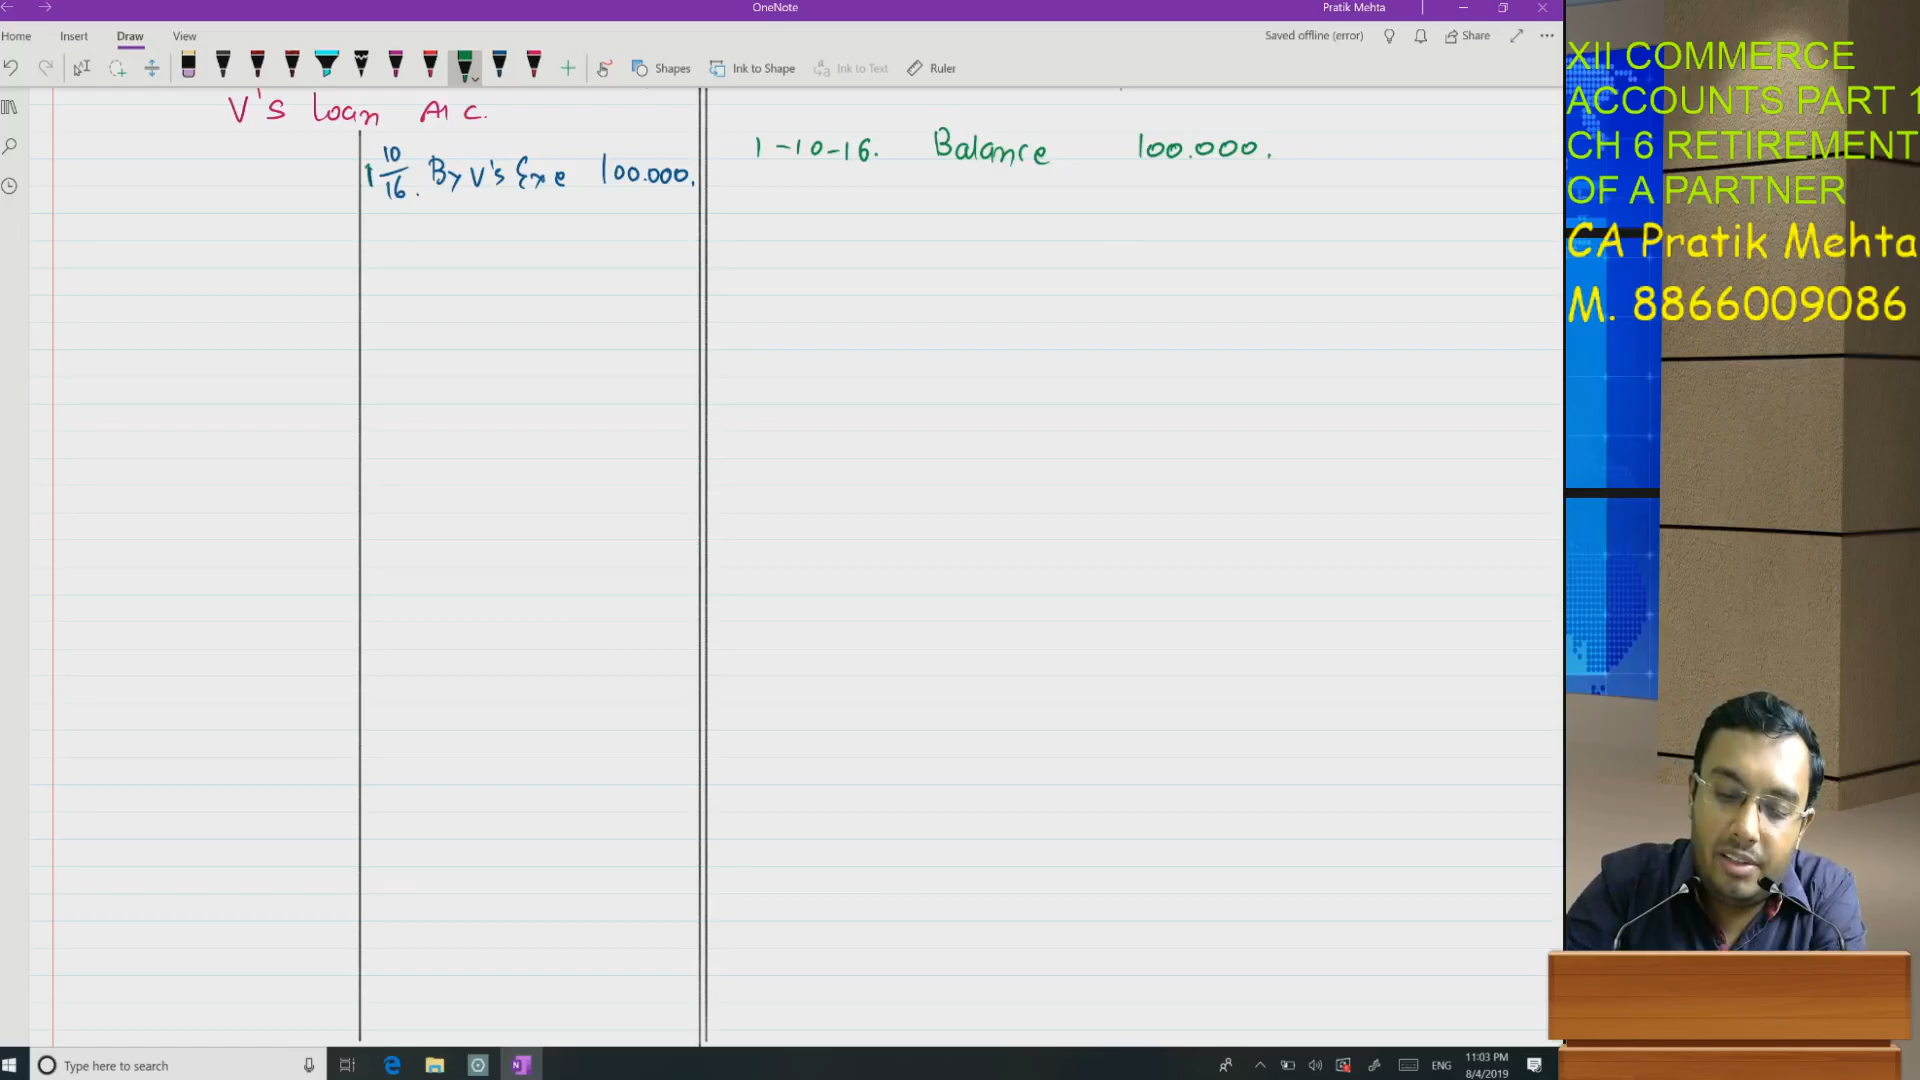 OneNote
Pratik Mehta
Home Insert Draw View
Saved offline (error)
Share
Shapes
Ink to Shape
Ink to Text
Ruler
V's loan A/c.
1 10/16. By V's Exe 100.000.
1-10-16. Balance 100.000.
XII COMMERCE
ACCOUNTS PART 1
CH 6 RETIREMENT
OF A PARTNER
CA Pratik Mehta
M. 8866009086
Type here to search
ENG
11:03 PM
8/4/2019